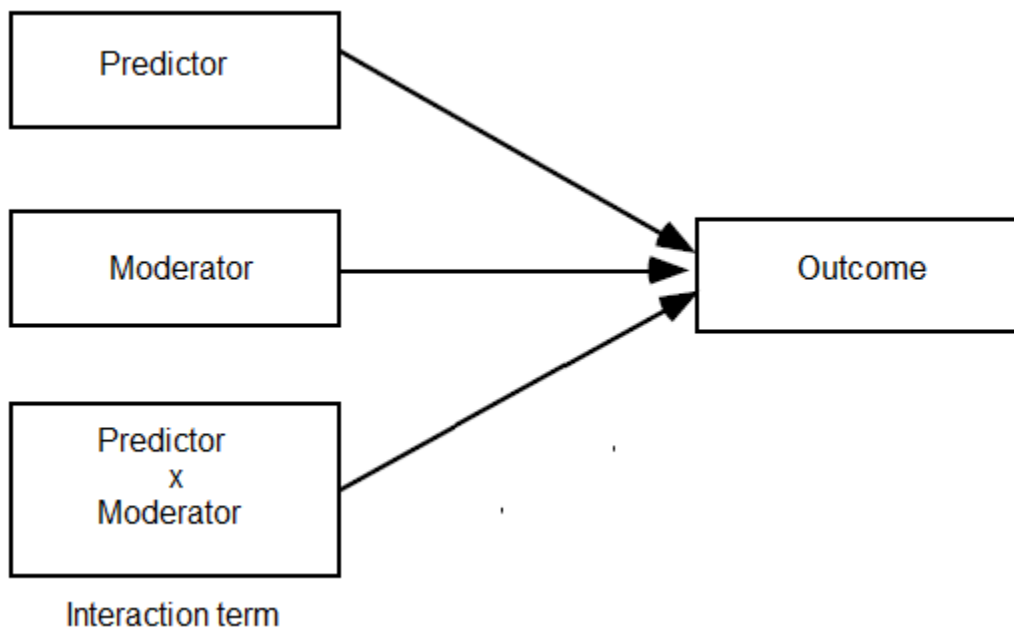 Predictor
Moderator
Outcome
Predictor
x
Moderator
Interaction term